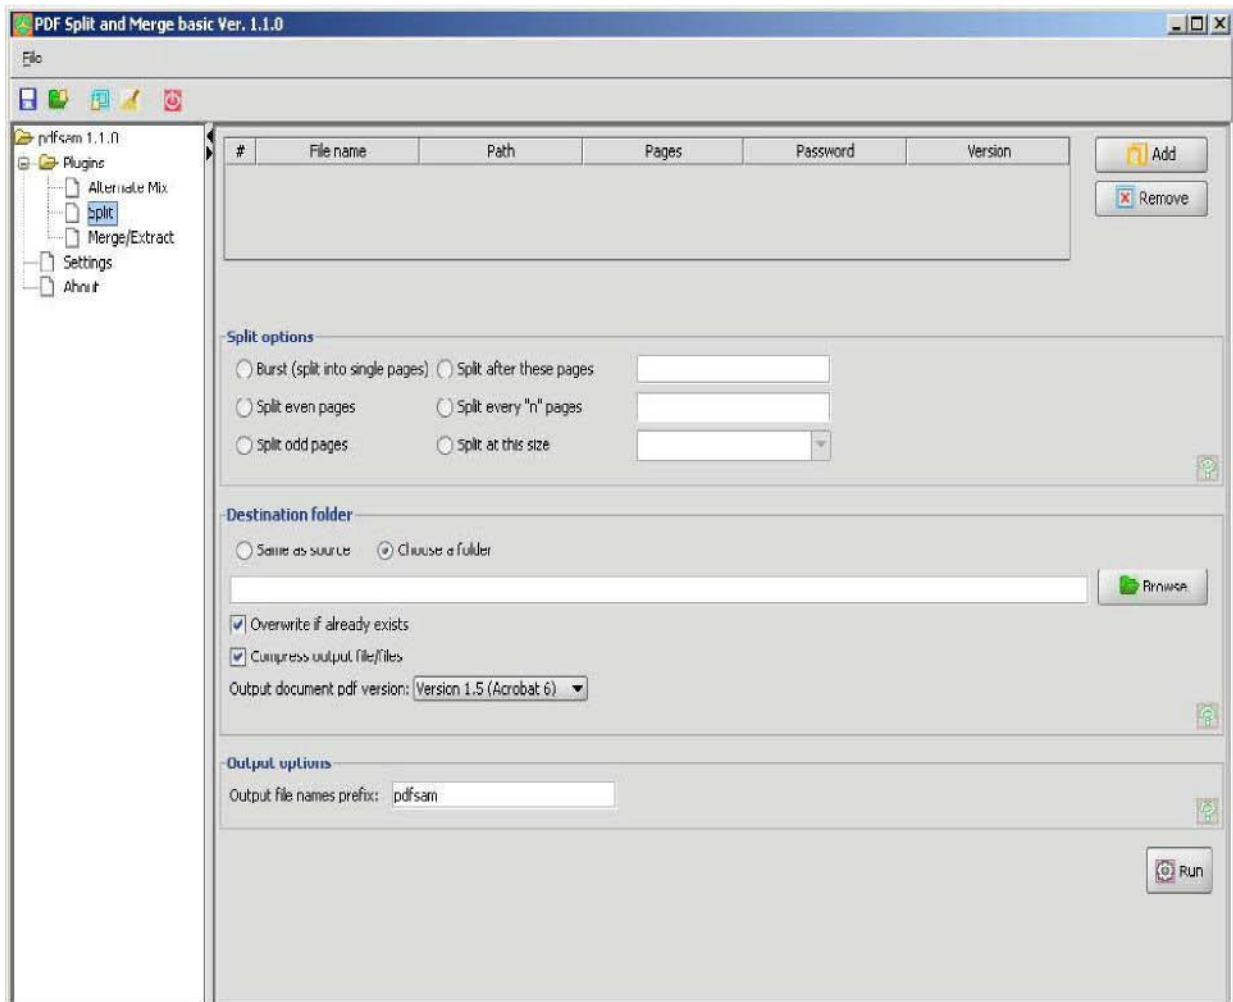 PDF Split and Merge basic Ver. 1.1.0
File
pdfsam 1.1.0
Plugins
Alternate Mix
Split
Merge/Extract
Settings
About
# File name Path Pages Password Version
Add
Remove
Split options
Burst (split into single pages) Split after these pages
Split even pages Split every "n" pages
Split odd pages Split at this size
Destination folder
Same as source Choose a folder
Browse
Overwrite if already exists
Compress output file/files
Output document pdf version: Version 1.5 (Acrobat 6)
Output options
Output file names prefix: pdfsam
Run